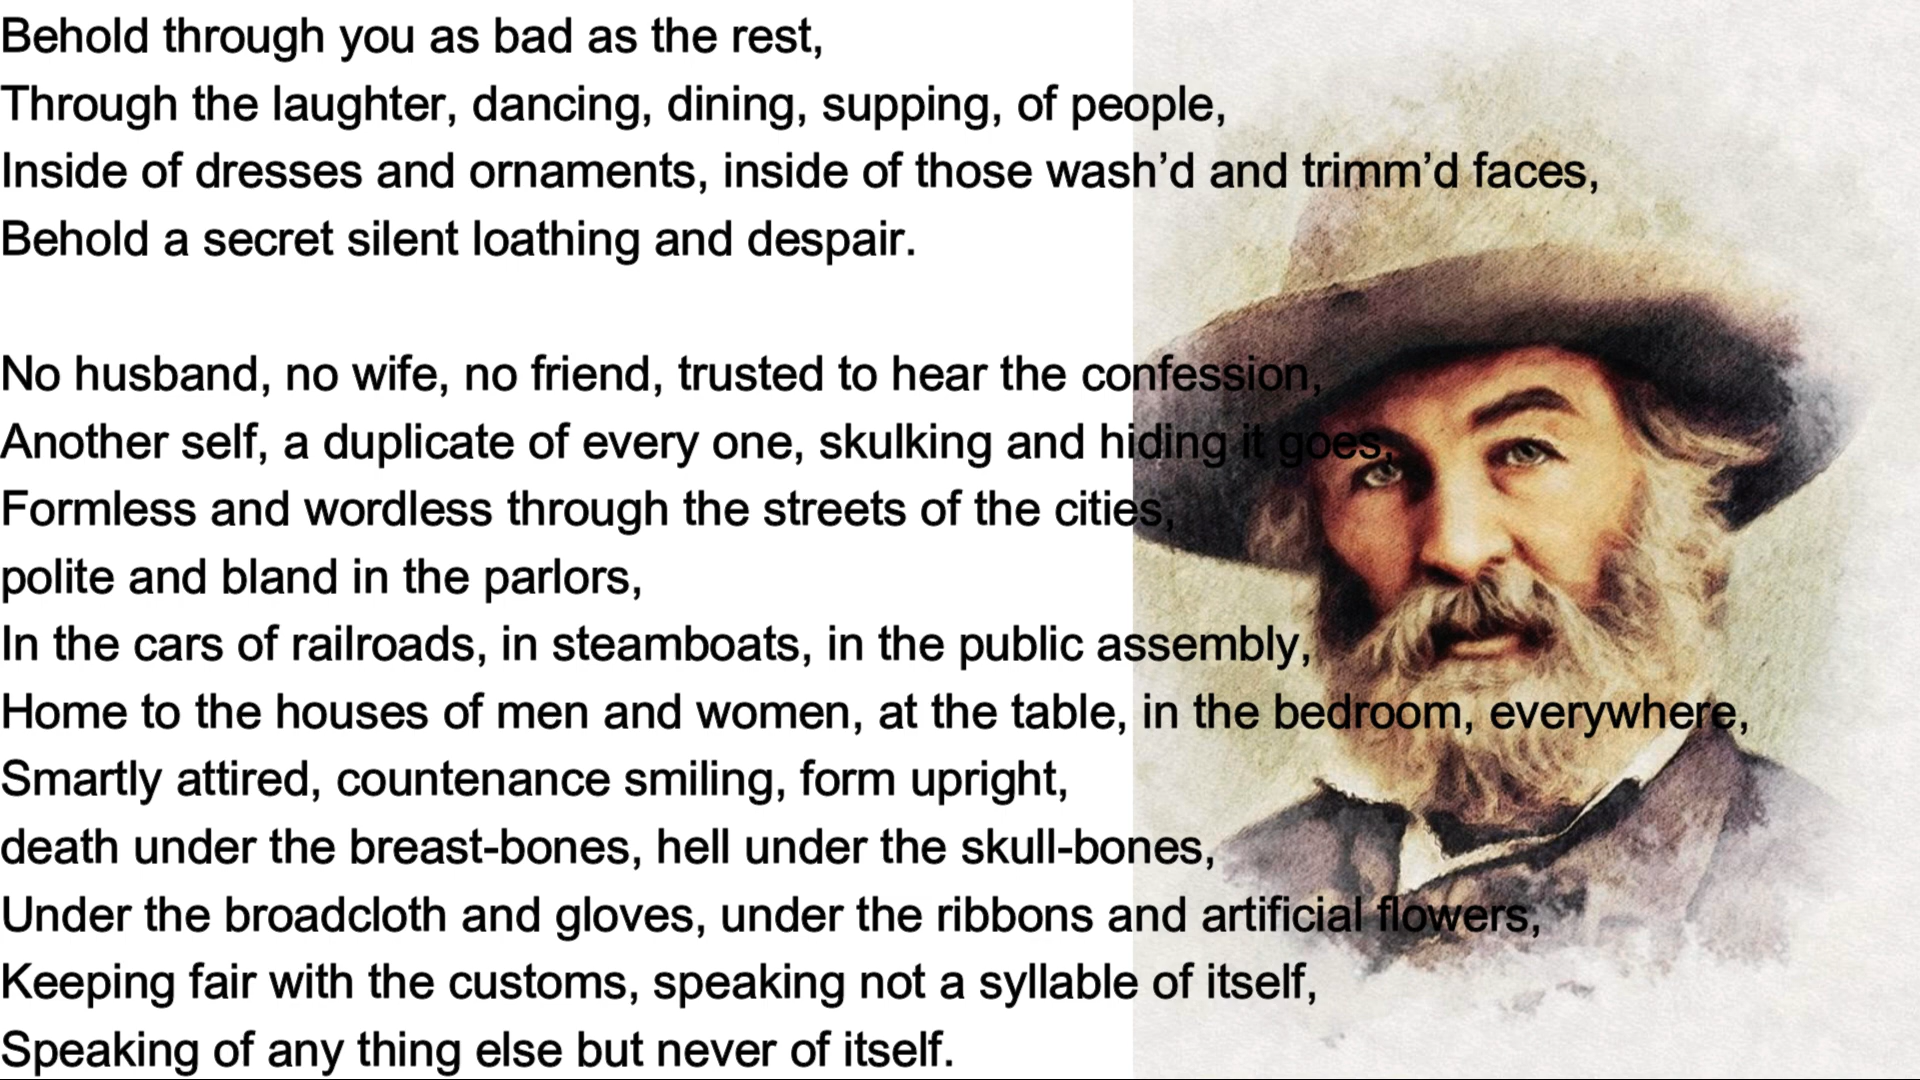 Behold through you as bad as the rest,
Through the laughter, dancing, dining, supping, of people,
Inside of dresses and ornaments, inside of those wash’d and trimm’d faces,
Behold a secret silent loathing and despair.
No husband, no wife, no friend, trusted to hear the confession,
Another self, a duplicate of every one, skulking and hiding it goes,
Formless and wordless through the streets of the cities,
polite and bland in the parlors,
In the cars of railroads, in steamboats, in the public assembly,
Home to the houses of men and women, at the table, in the bedroom, everywhere,
Smartly attired, countenance smiling, form upright,
death under the breast-bones, hell under the skull-bones,
Under the broadcloth and gloves, under the ribbons and artificial flowers,
Keeping fair with the customs, speaking not a syllable of itself,
Speaking of any thing else but never of itself.